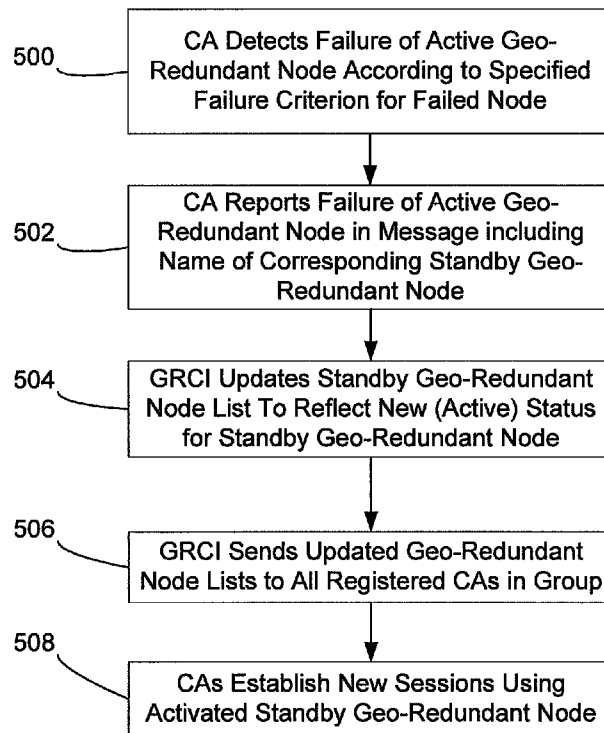 500
CA Detects Failure of Active Geo-
Redundant Node According to Specified
Failure Criterion for Failed Node
502
CA Reports Failure of Active Geo-
Redundant Node in Message including
Name of Corresponding Standby Geo-
Redundant Node
504
GRCI Updates Standby Geo-Redundant
Node List To Reflect New (Active) Status
for Standby Geo-Redundant Node
506
GRCI Sends Updated Geo-Redundant
Node Lists to All Registered CAs in Group
508
CAs Establish New Sessions Using
Activated Standby Geo-Redundant Node